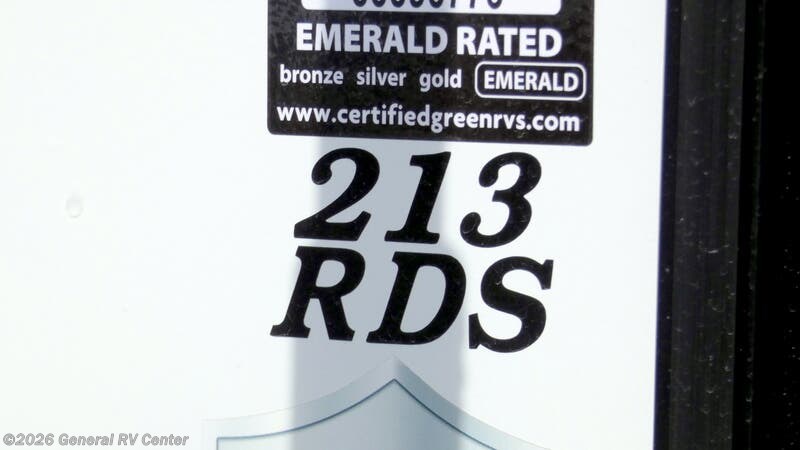 EMERALD RATED
bronze silver gold EMERALD
www.certifiedgreenrvs.com
213
RDS
©2026 General RV Center